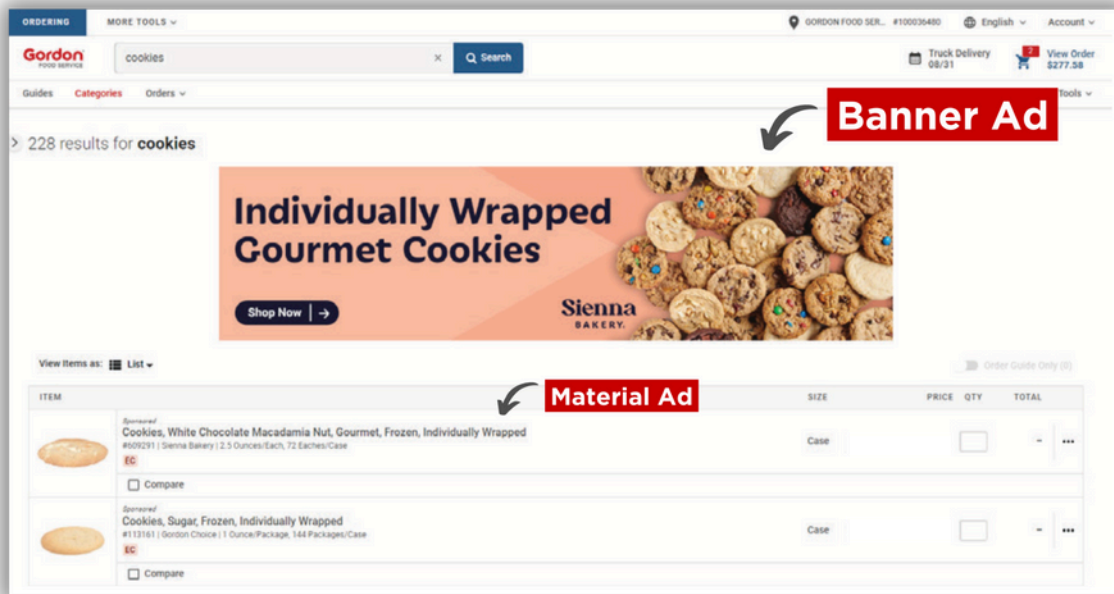 ORDERING MORE TOOLS GORDON FOOD SER... #100036480 English Account
Gordon FOOD SERVICE cookies × Search Truck Delivery 08/31 2 View Order $277.58
Guides Categories Orders Tools
Banner Ad
228 results for cookies
Individually Wrapped
Gourmet Cookies
Shop Now
Sienna
BAKERY.
View Items as: List Order Guide Only (0)
Material Ad
ITEM SIZE PRICE QTY TOTAL
Sponsored
Cookies, White Chocolate Macadamia Nut, Gourmet, Frozen, Individually Wrapped
#609291 | Sienna Bakery | 2.5 Ounces/Each, 72 Eaches/Case
Case - ...
EC
Compare
Sponsored
Cookies, Sugar, Frozen, Individually Wrapped
#113161 | Gordon Choice | 1 Ounce/Package, 144 Packages/Case
Case - ...
EC
Compare